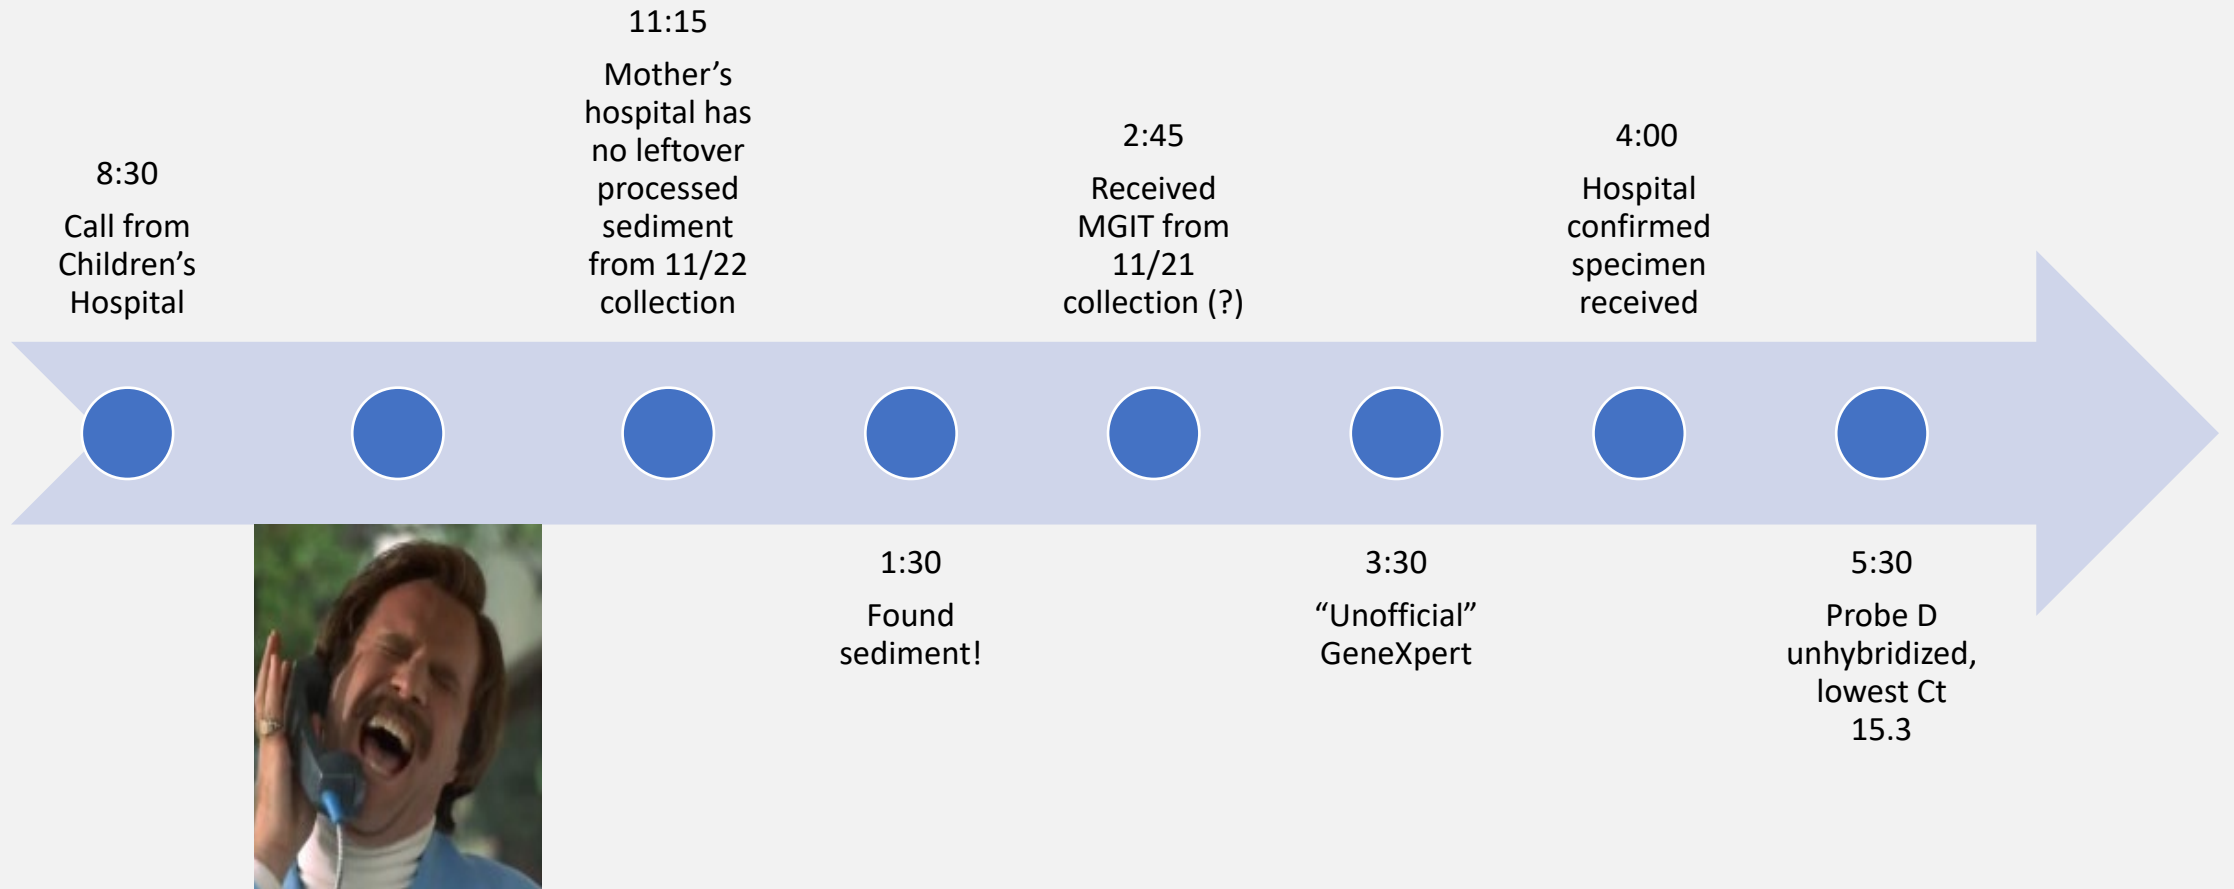 8:30
Call from
Children’s
Hospital
11:15
Mother’s
hospital has
no leftover
processed
sediment
from 11/22
collection
1:30
Found
sediment!
2:45
Received
MGIT from
11/21
collection (?)
3:30
“Unofficial”
GeneXpert
4:00
Hospital
confirmed
specimen
received
5:30
Probe D
unhybridized,
lowest Ct
15.3